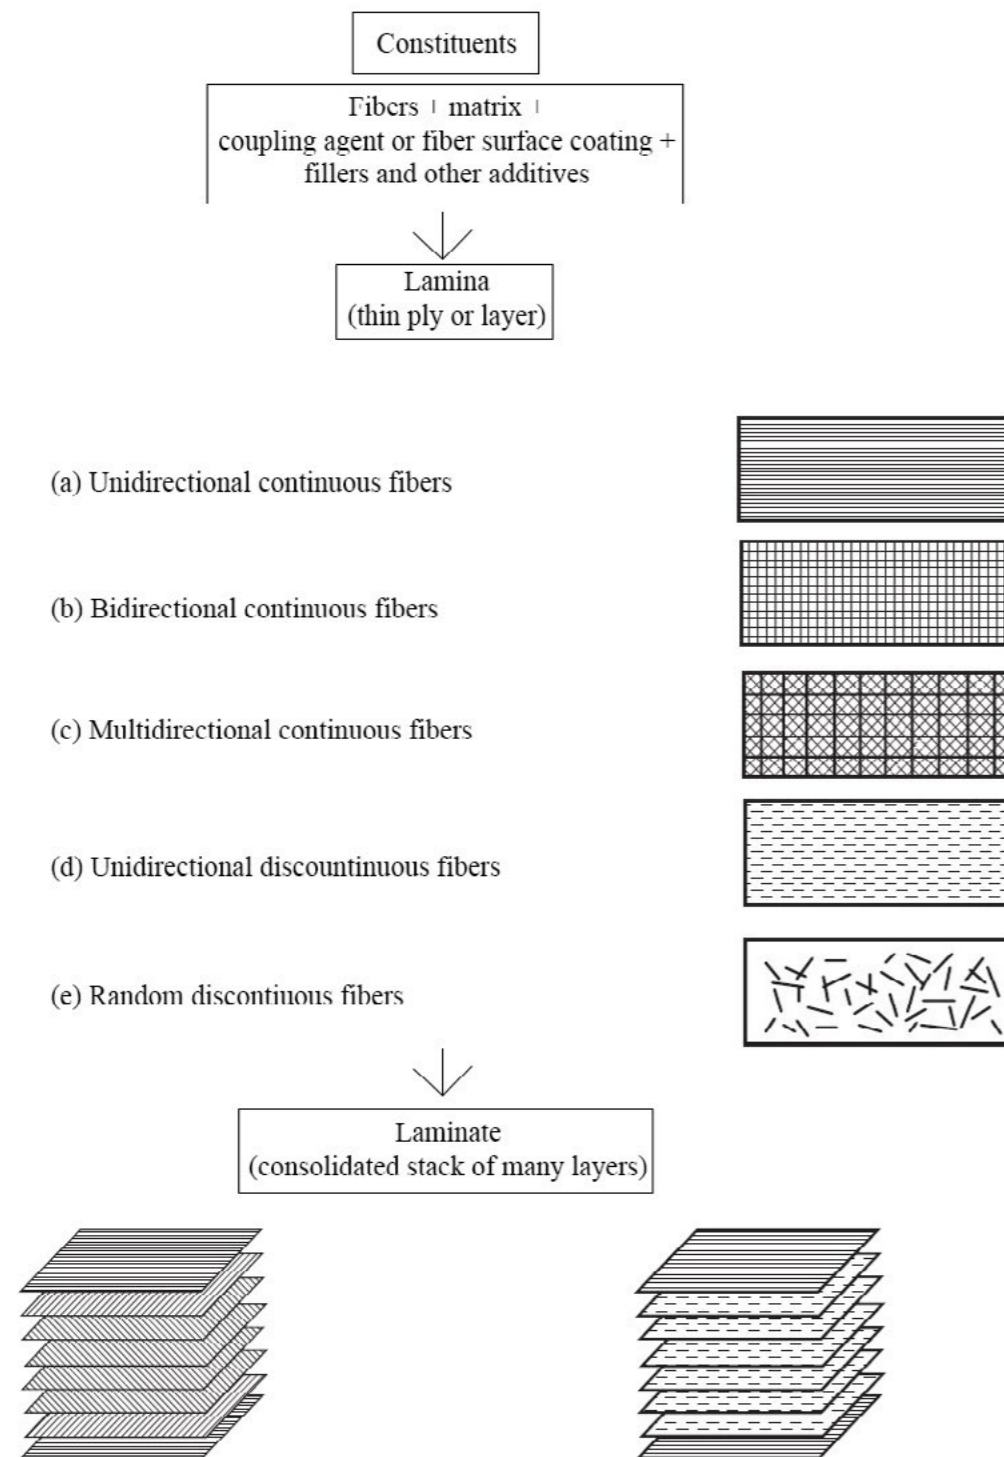 Constituents
Fibers + matrix +
coupling agent or fiber surface coating +
fillers and other additives
Lamina
(thin ply or layer)
(a) Unidirectional continuous fibers
(b) Bidirectional continuous fibers
(c) Multidirectional continuous fibers
(d) Unidirectional discountinuous fibers
(e) Random discontinuous fibers
Laminate
(consolidated stack of many layers)